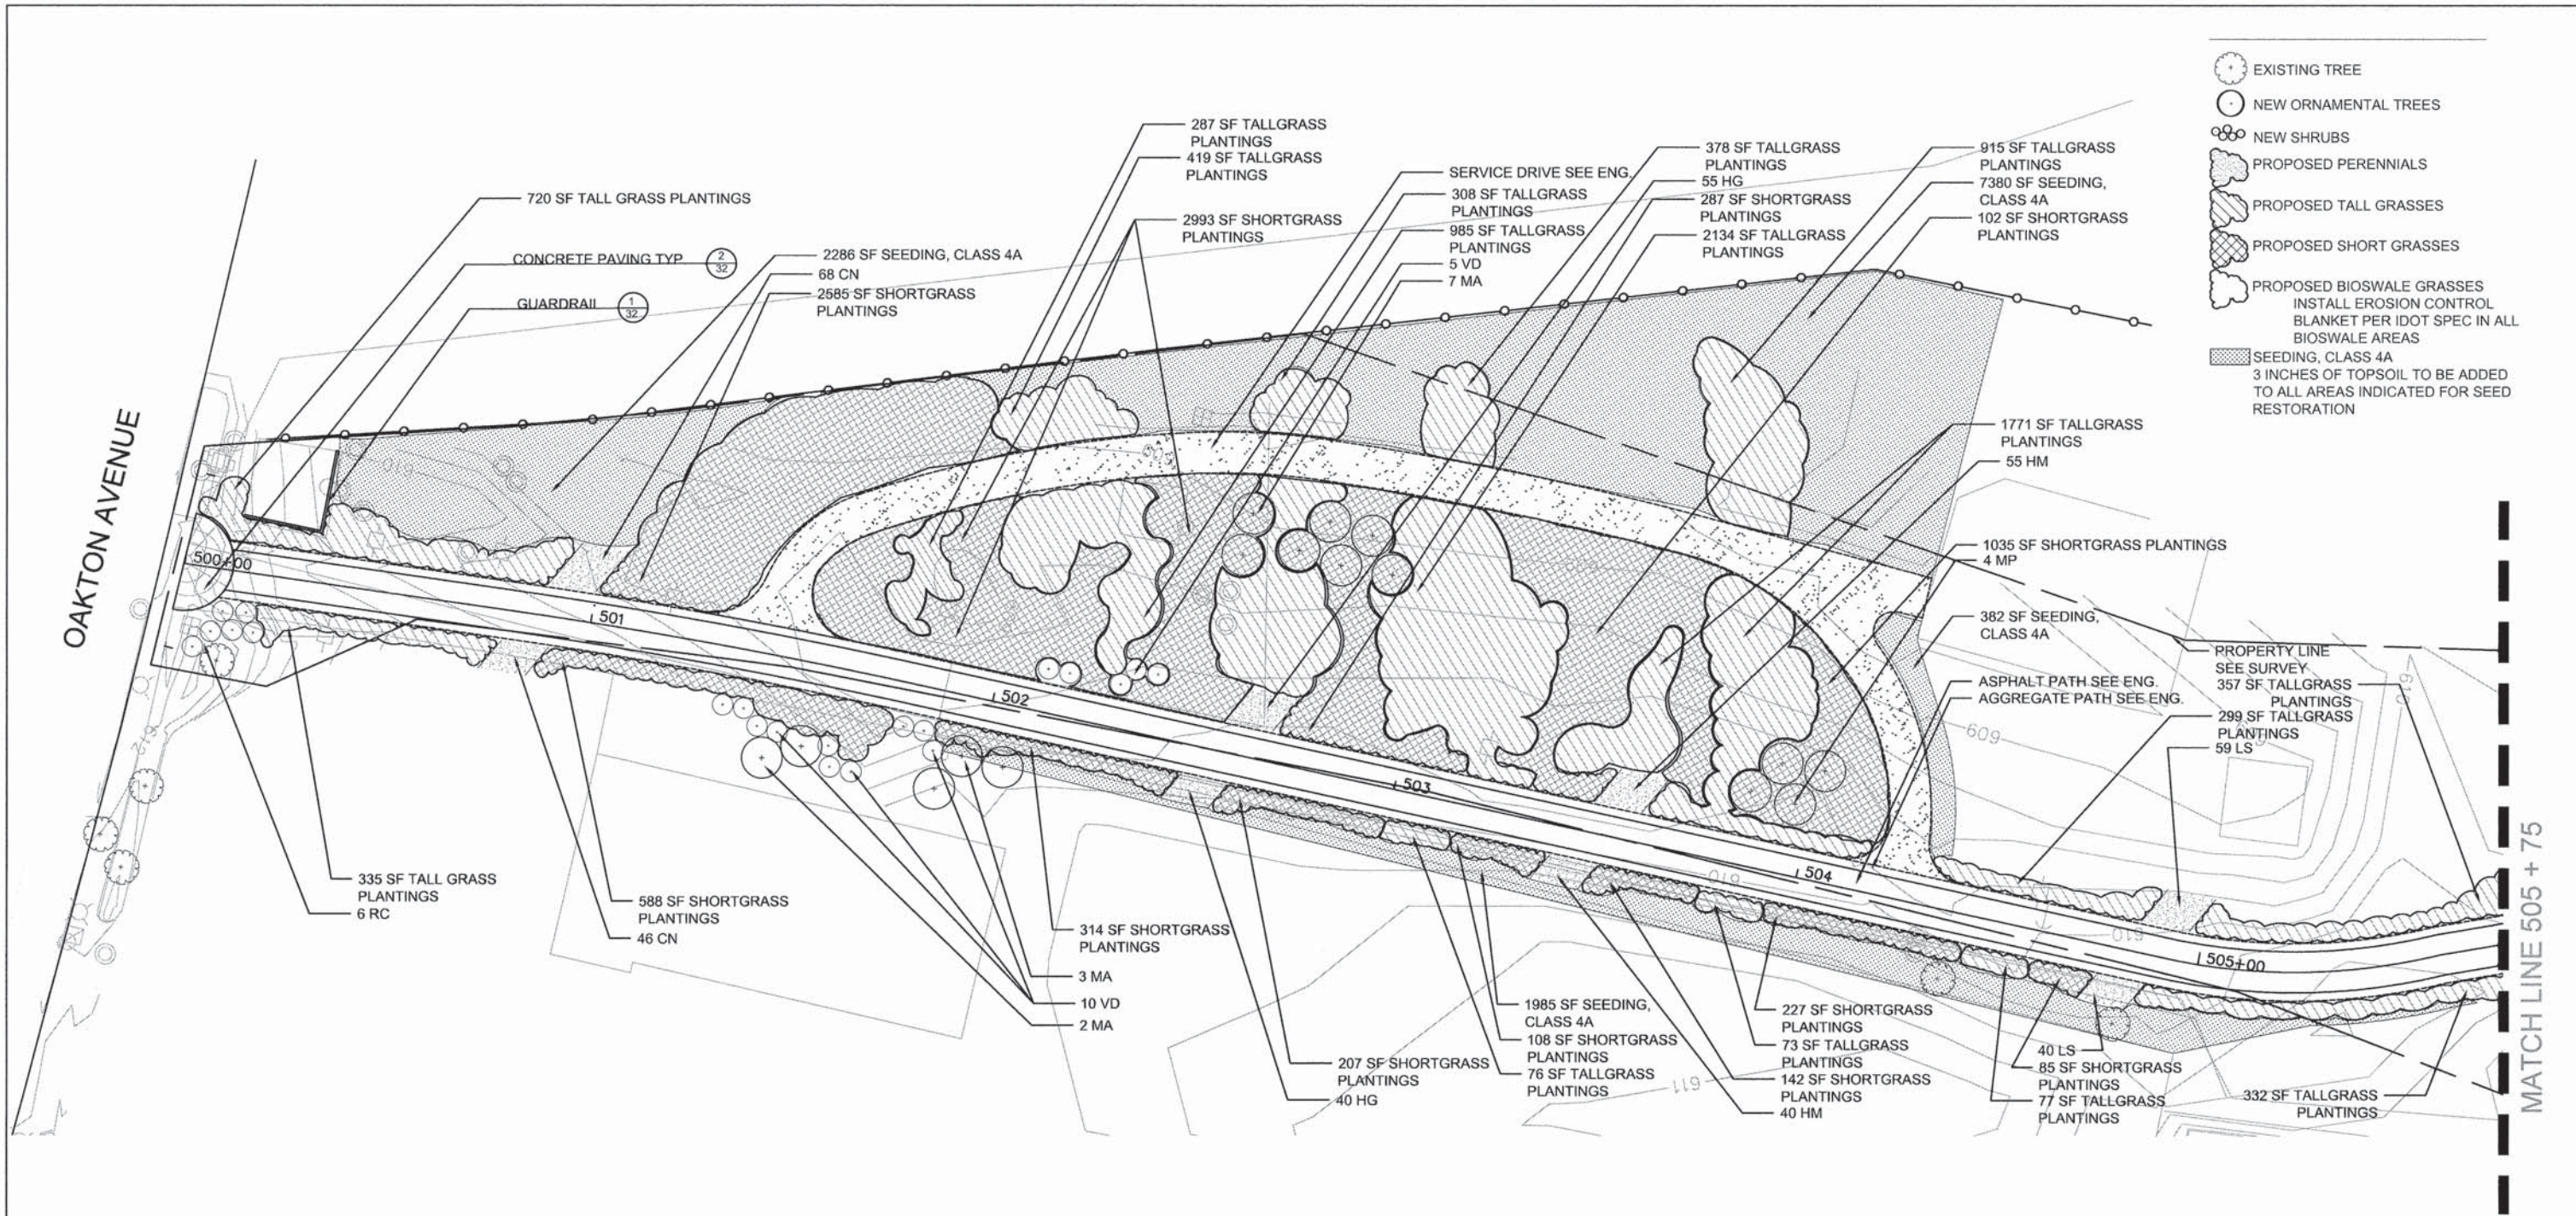 EXISTING TREE
NEW ORNAMENTAL TREES
NEW SHRUBS
PROPOSED PERENNIALS
PROPOSED TALL GRASSES
PROPOSED SHORT GRASSES
PROPOSED BIOSWALE GRASSES
INSTALL EROSION CONTROL
BLANKET PER IDOT SPEC IN ALL
BIOSWALE AREAS
SEEDING, CLASS 4A
3 INCHES OF TOPSOIL TO BE ADDED
TO ALL AREAS INDICATED FOR SEED
RESTORATION
OAKTON AVENUE
720 SF TALL GRASS PLANTINGS
CONCRETE PAVING TYP
2
32
GUARDRAIL
1
32
2286 SF SEEDING, CLASS 4A
68 CN
2585 SF SHORTGRASS
PLANTINGS
287 SF TALLGRASS
PLANTINGS
419 SF TALLGRASS
PLANTINGS
2993 SF SHORTGRASS
PLANTINGS
SERVICE DRIVE SEE ENG.
308 SF TALLGRASS
PLANTINGS
985 SF TALLGRASS
PLANTINGS
5 VD
7 MA
378 SF TALLGRASS
PLANTINGS
55 HG
287 SF SHORTGRASS
PLANTINGS
2134 SF TALLGRASS
PLANTINGS
915 SF TALLGRASS
PLANTINGS
7380 SF SEEDING,
CLASS 4A
102 SF SHORTGRASS
PLANTINGS
1771 SF TALLGRASS
PLANTINGS
55 HM
1035 SF SHORTGRASS PLANTINGS
4 MP
382 SF SEEDING,
CLASS 4A
PROPERTY LINE
SEE SURVEY
ASPHALT PATH SEE ENG.
AGGREGATE PATH SEE ENG.
357 SF TALLGRASS
PLANTINGS
299 SF TALLGRASS
PLANTINGS
59 LS
610
609
609
609
610
500+00
501
502
503
504
505+00
612
610
610
611
335 SF TALL GRASS
PLANTINGS
6 RC
588 SF SHORTGRASS
PLANTINGS
46 CN
314 SF SHORTGRASS
PLANTINGS
3 MA
10 VD
2 MA
207 SF SHORTGRASS
PLANTINGS
40 HG
1985 SF SEEDING,
CLASS 4A
108 SF SHORTGRASS
PLANTINGS
76 SF TALLGRASS
PLANTINGS
227 SF SHORTGRASS
PLANTINGS
73 SF TALLGRASS
PLANTINGS
142 SF SHORTGRASS
PLANTINGS
40 HM
40 LS
85 SF SHORTGRASS
PLANTINGS
77 SF TALLGRASS
PLANTINGS
332 SF TALLGRASS
PLANTINGS
MATCH LINE 505 + 75